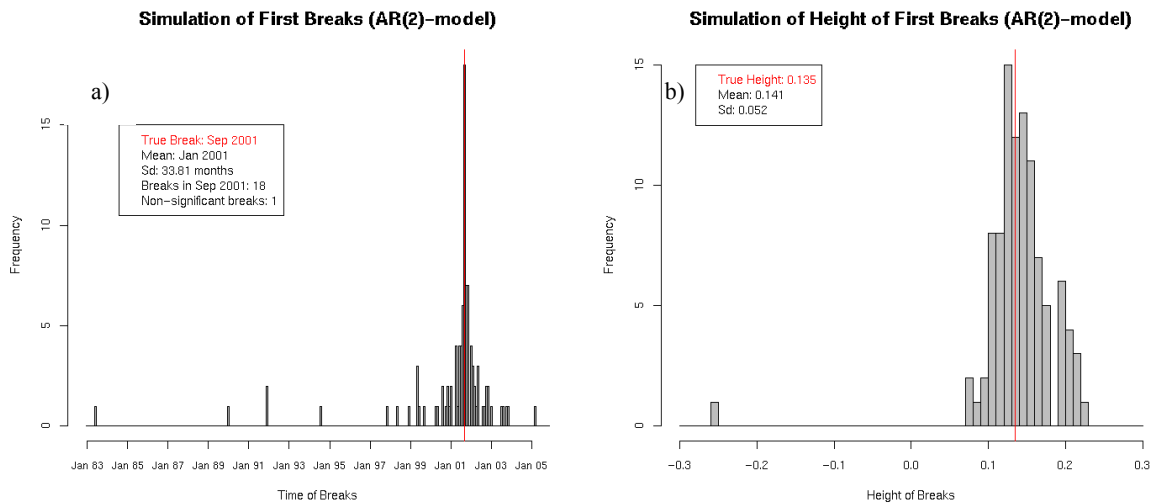 Simulation of First Breaks (AR(2)-model)
a)
True Break: Sep 2001
Mean: Jan 2001
Sd: 33.81 months
Breaks in Sep 2001: 18
Non-significant breaks: 1
Frequency
15
10
5
0
Jan 83 Jan 85 Jan 87 Jan 89 Jan 91 Jan 93 Jan 95 Jan 97 Jan 99 Jan 01 Jan 03 Jan 05
Time of Breaks
Simulation of Height of First Breaks (AR(2)-model)
b)
True Height: 0.135
Mean: 0.141
Sd: 0.052
Frequency
15
10
5
0
-0.3 -0.2 -0.1 0.0 0.1 0.2 0.3
Height of Breaks